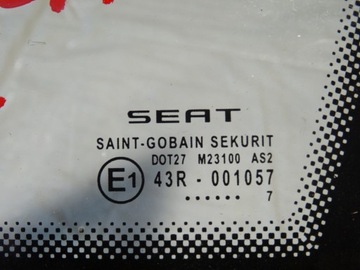 SEAT
SAINT-GOBAIN SEKURIT
DOT27 M23100 AS2
E1 43R - 001057
...... 7